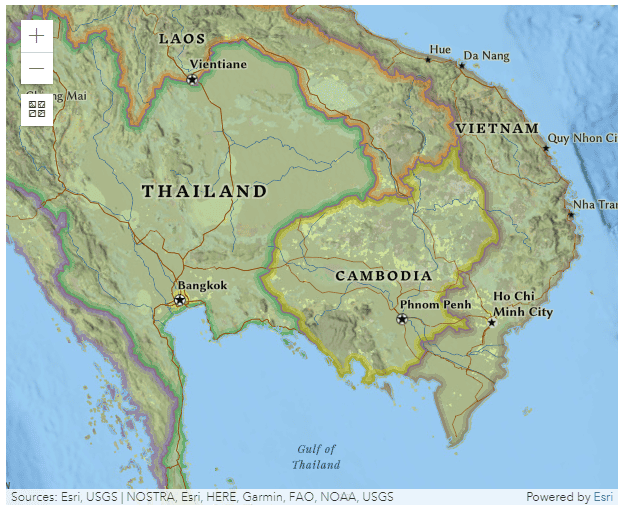 LAOS
Hue
Da Nang
Vientiane
Mai
VIETNAM
Quy Nhon Ci
THAILAND
Nha Tran
CAMBODIA
Bangkok
Phnom Penh
Ho Chi
Minh City
Gulf of
Thailand
Sources: Esri, USGS | NOSTRA, Esri, HERE, Garmin, FAO, NOAA, USGS
Powered by Esri